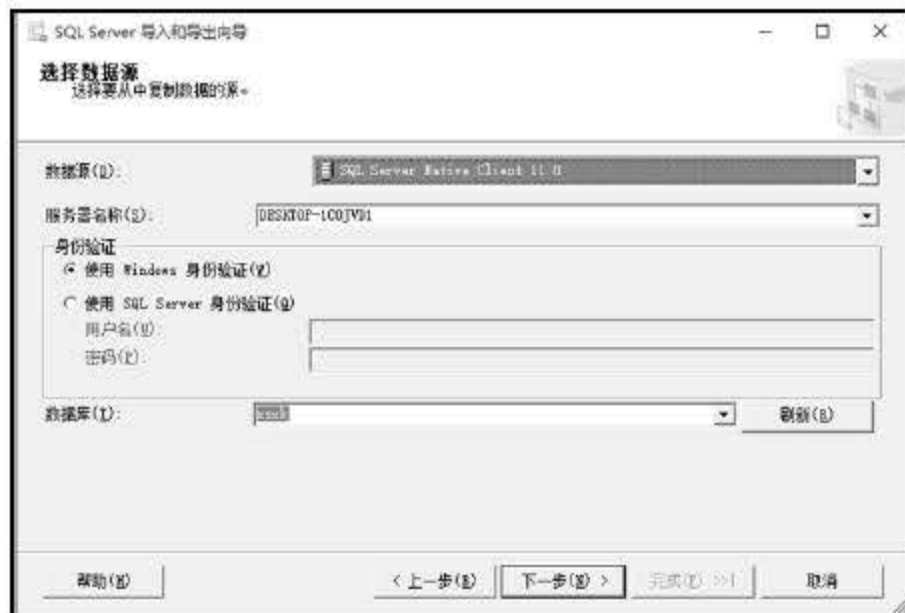 SQL Server 导入和导出向导
选择数据源
选择要从中复制数据的源。
数据源(D):
SQL Server Native Client 11.0
服务器名称(S):
身份验证
使用 Windows 身份验证(W)
使用 SQL Server 身份验证(Q)
用户名(U):
密码(P):
数据库(T):
刷新(R)
帮助(H)
< 上一步(B)
下一步(N) >
完成(F) >>|
取消